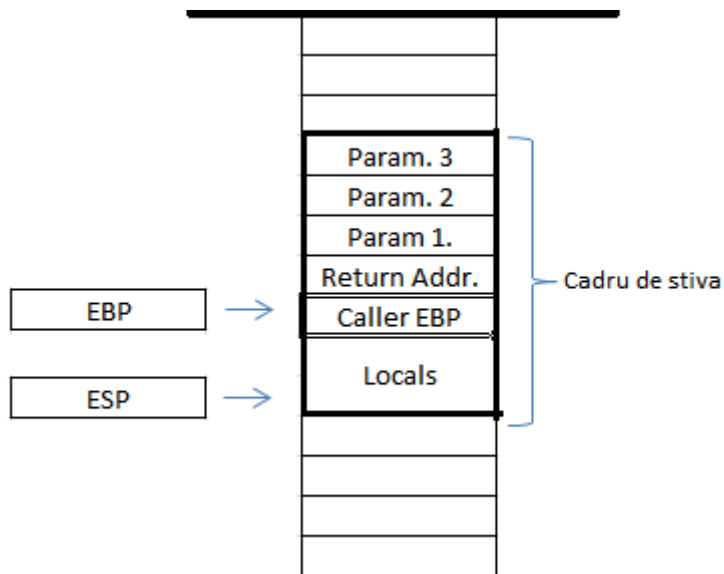 Param. 3
Param. 2
Param 1.
Return Addr.
Cadru de stiva
EBP
Caller EBP
Locals
ESP